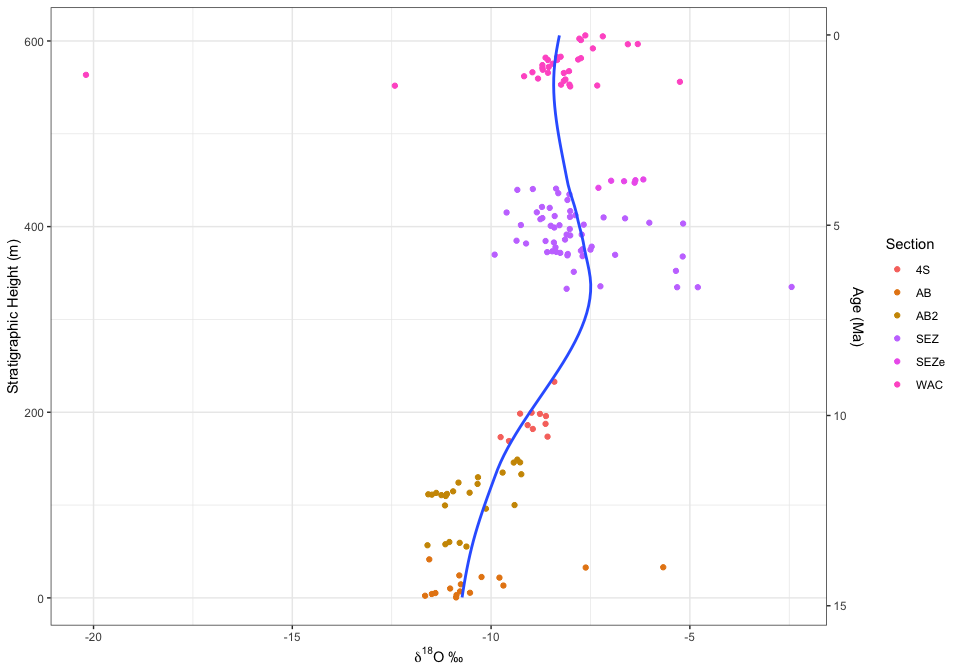 Stratigraphic Height (m)
600
400
200
0
-20
-15
-10
-5
δ¹⁸O ‰
0
5
10
15
Age (Ma)
Section
4S
AB
AB2
SEZ
SEZe
WAC